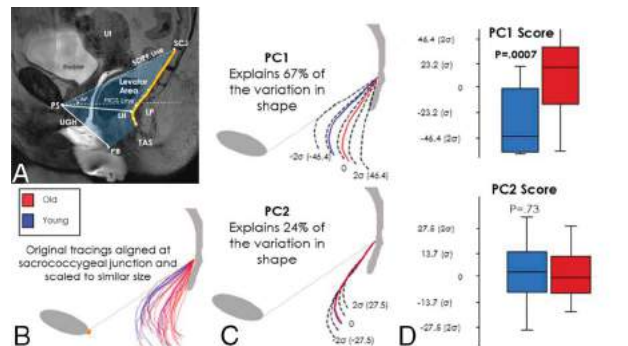 A
Bladder
Ut
SCIPP Line
SCJ
Levator
Area
PICS Line
PS
LH
LP
UGH
PB
TAS
Old
Young
Original tracings aligned at
sacrococcygeal junction and
scaled to similar size
B
PC1
Explains 67% of
the variation in
shape
-2σ (-46.4)
0
2σ (46.4)
PC2
Explains 24% of
the variation in
shape
2σ (27.5)
0
-2σ (-27.5)
C
D
PC1 Score
46.4 (2σ)
P=.0007
23.2 (σ)
0
-23.2 (σ)
-46.4 (2σ)
PC2 Score
P=.73
27.5 (2σ)
13.7 (σ)
0
-13.7 (σ)
-27.5 (2σ)